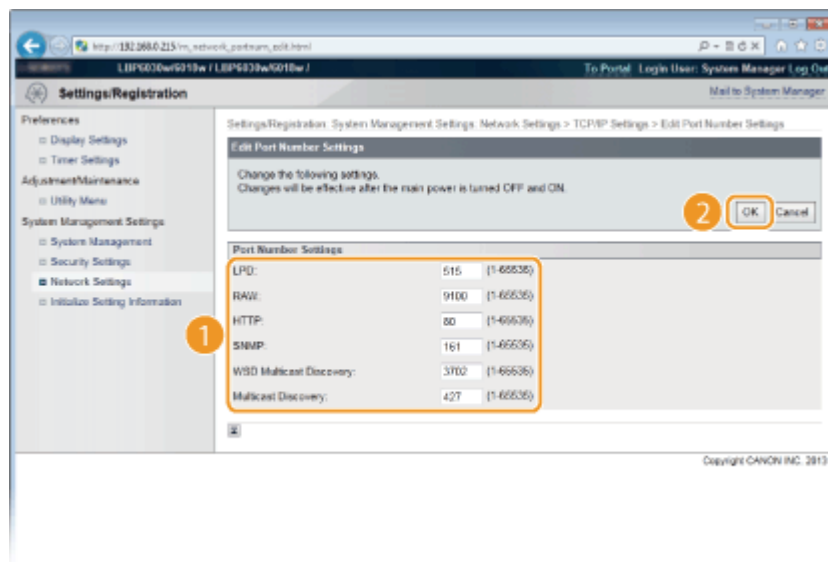 http://192.168.0.215/m_network_portnum_edit.html
LBP6030w/6018w / LBP6030w/6018w /
To Portal Login User: System Manager Log Out
Settings/Registration
Mail to System Manager
Preferences
Display Settings
Timer Settings
Adjustment/Maintenance
Utility Menu
System Management Settings
System Management
Security Settings
Network Settings
Initialize Setting Information
Settings/Registration: System Management Settings: Network Settings > TCP/IP Settings > Edit Port Number Settings
Edit Port Number Settings
Change the following settings.
Changes will be effective after the main power is turned OFF and ON.
2
OK Cancel
Port Number Settings
1
LPD: 515 (1-65535)
RAW: 9100 (1-65535)
HTTP: 80 (1-65535)
SNMP: 161 (1-65535)
WSD Multicast Discovery: 3702 (1-65535)
Multicast Discovery: 427 (1-65535)
Copyright CANON INC. 2013